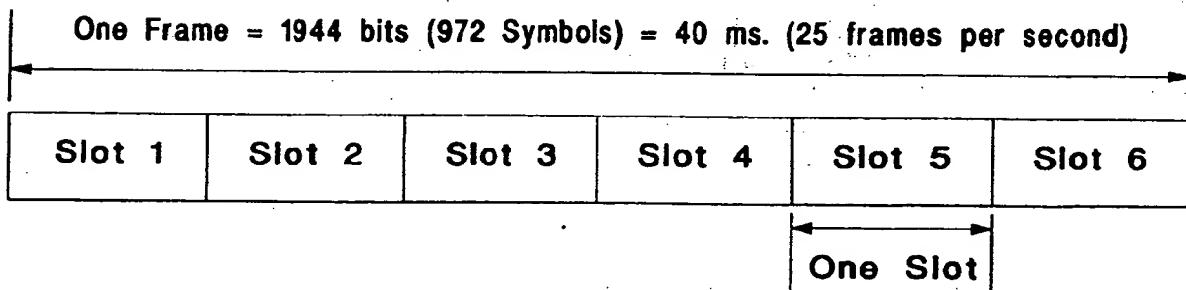 One Frame = 1944 bits (972 Symbols) = 40 ms. (25 frames per second)
Slot 1 Slot 2 Slot 3 Slot 4 Slot 5 Slot 6
One Slot